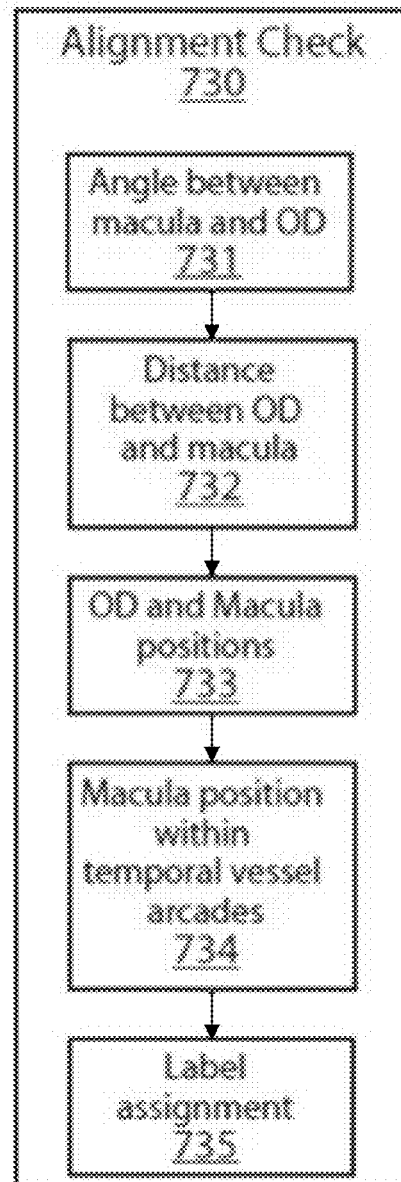 Alignment Check
730
Angle between
macula and OD
731
Distance
between OD
and macula
732
OD and Macula
positions
733
Macula position
within
temporal vessel
arcades
734
Label
assignment
735